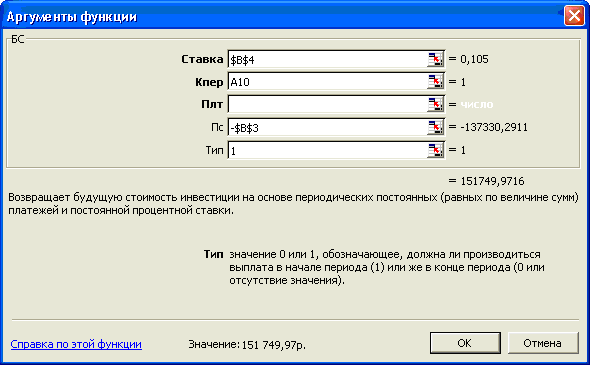 Аргументы функции
БС
Ставка $B$4 = 0,105
Кпер A10 = 1
Плт = число
Пс -$B$3 = -137330,2911
Тип 1 = 1
= 151749,9716
Возвращает будущую стоимость инвестиции на основе периодических постоянных (равных по величине сумм)
платежей и постоянной процентной ставки.
Тип значение 0 или 1, обозначающее, должна ли производиться
выплата в начале периода (1) или же в конце периода (0 или
отсутствие значения).
Справка по этой функции Значение: 151 749,97р. OK Отмена